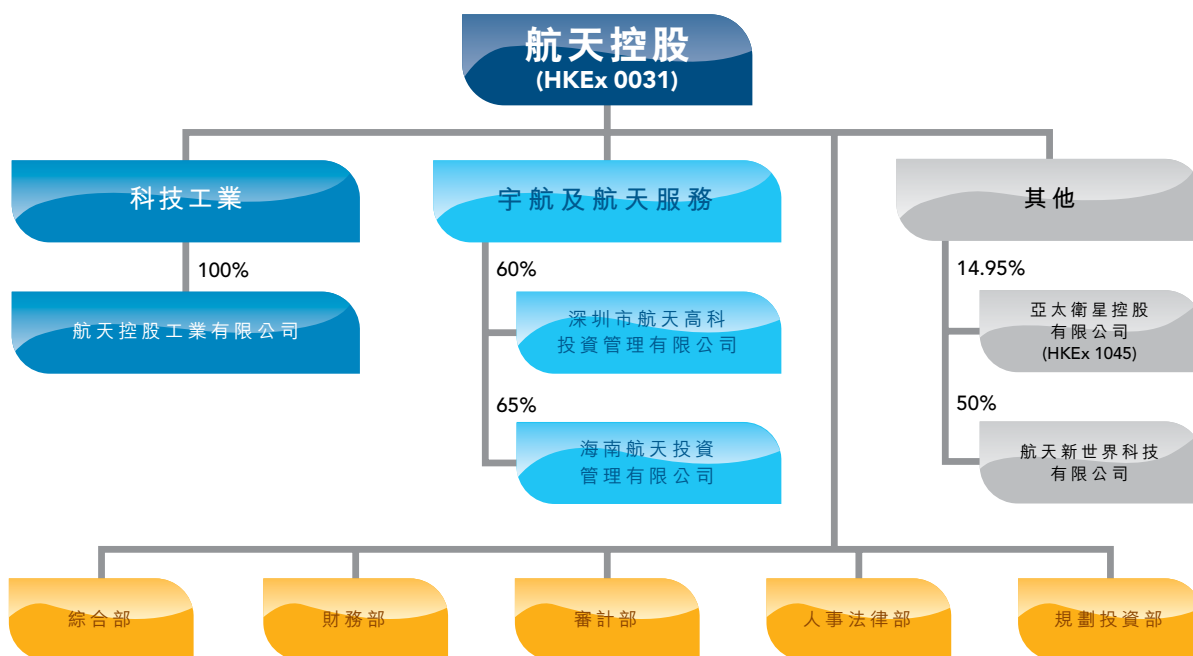 航天控股
(HKEx 0031)
科技工業
宇航及航天服務
其他
100%
60%
14.95%
航天控股工業有限公司
深圳市航天高科
投資管理有限公司
亞太衛星控股
有限公司
(HKEx 1045)
65%
50%
海南航天投資
管理有限公司
航天新世界科技
有限公司
綜合部
財務部
審計部
人事法律部
規劃投資部